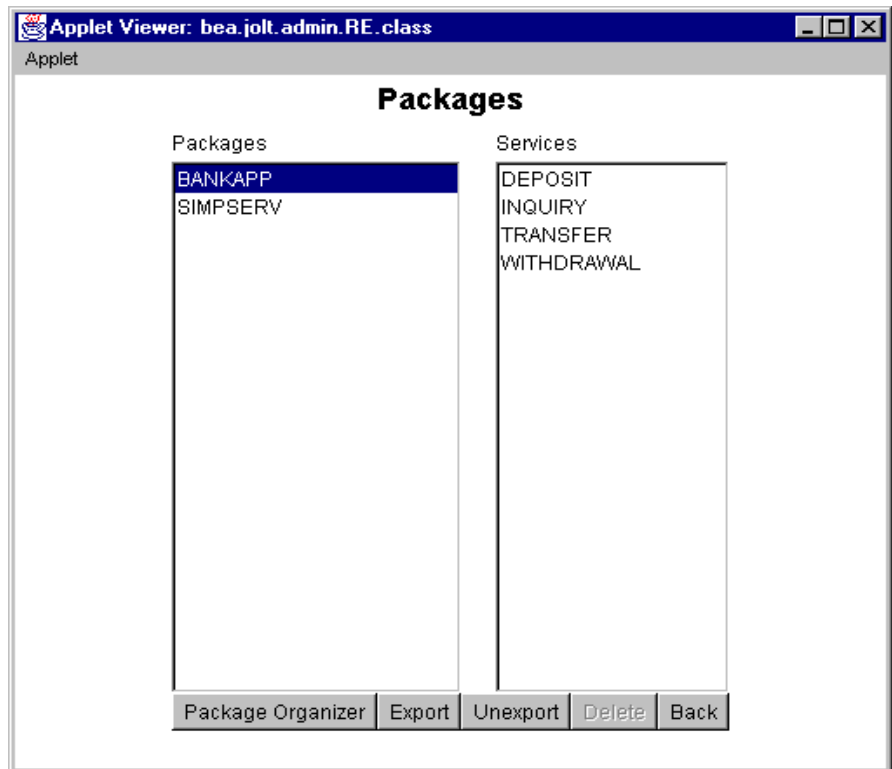 Applet Viewer: bea.jolt.admin.RE.class
Applet
Packages
Packages
Services
BANKAPP
SIMPSERV
DEPOSIT
INQUIRY
TRANSFER
WITHDRAWAL
Package Organizer Export Unexport Delete Back